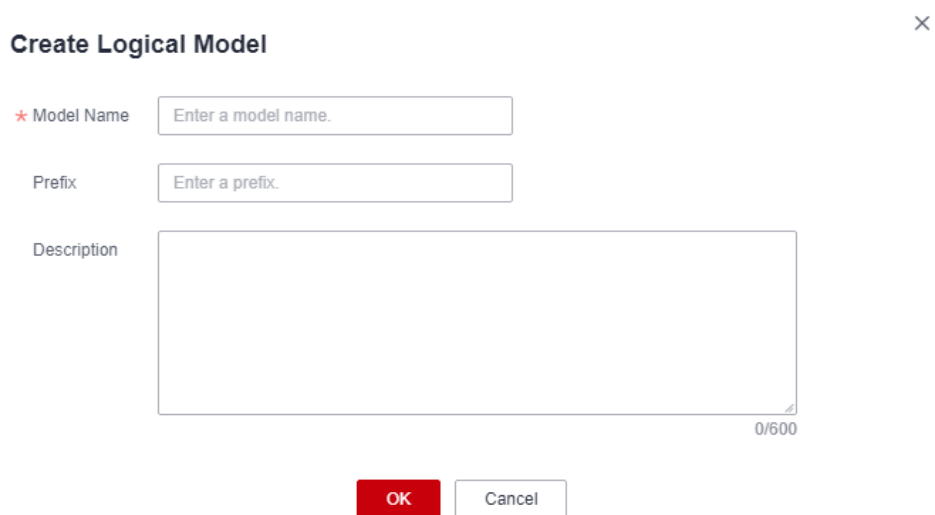 Create Logical Model
* Model Name Enter a model name.
Prefix Enter a prefix.
Description
0/600
OK Cancel